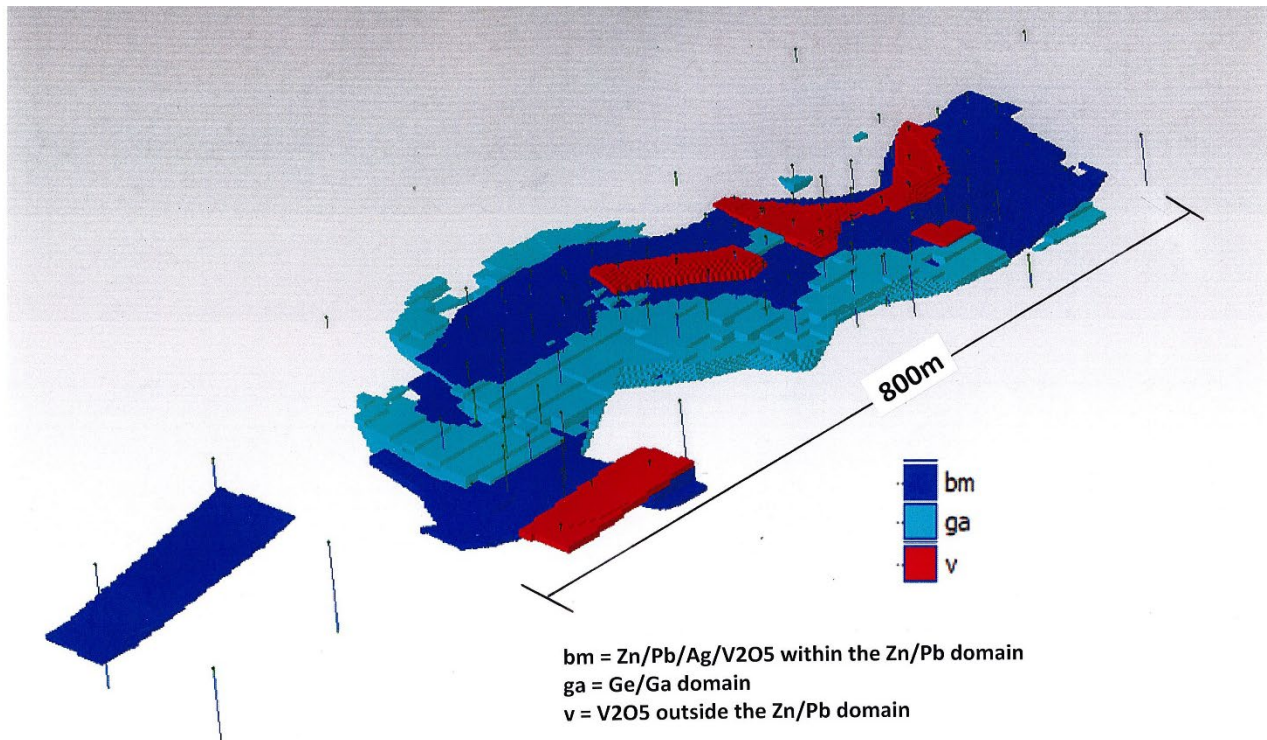 800m
bm
ga
v
bm = Zn/Pb/Ag/V2O5 within the Zn/Pb domain
ga = Ge/Ga domain
v = V2O5 outside the Zn/Pb domain